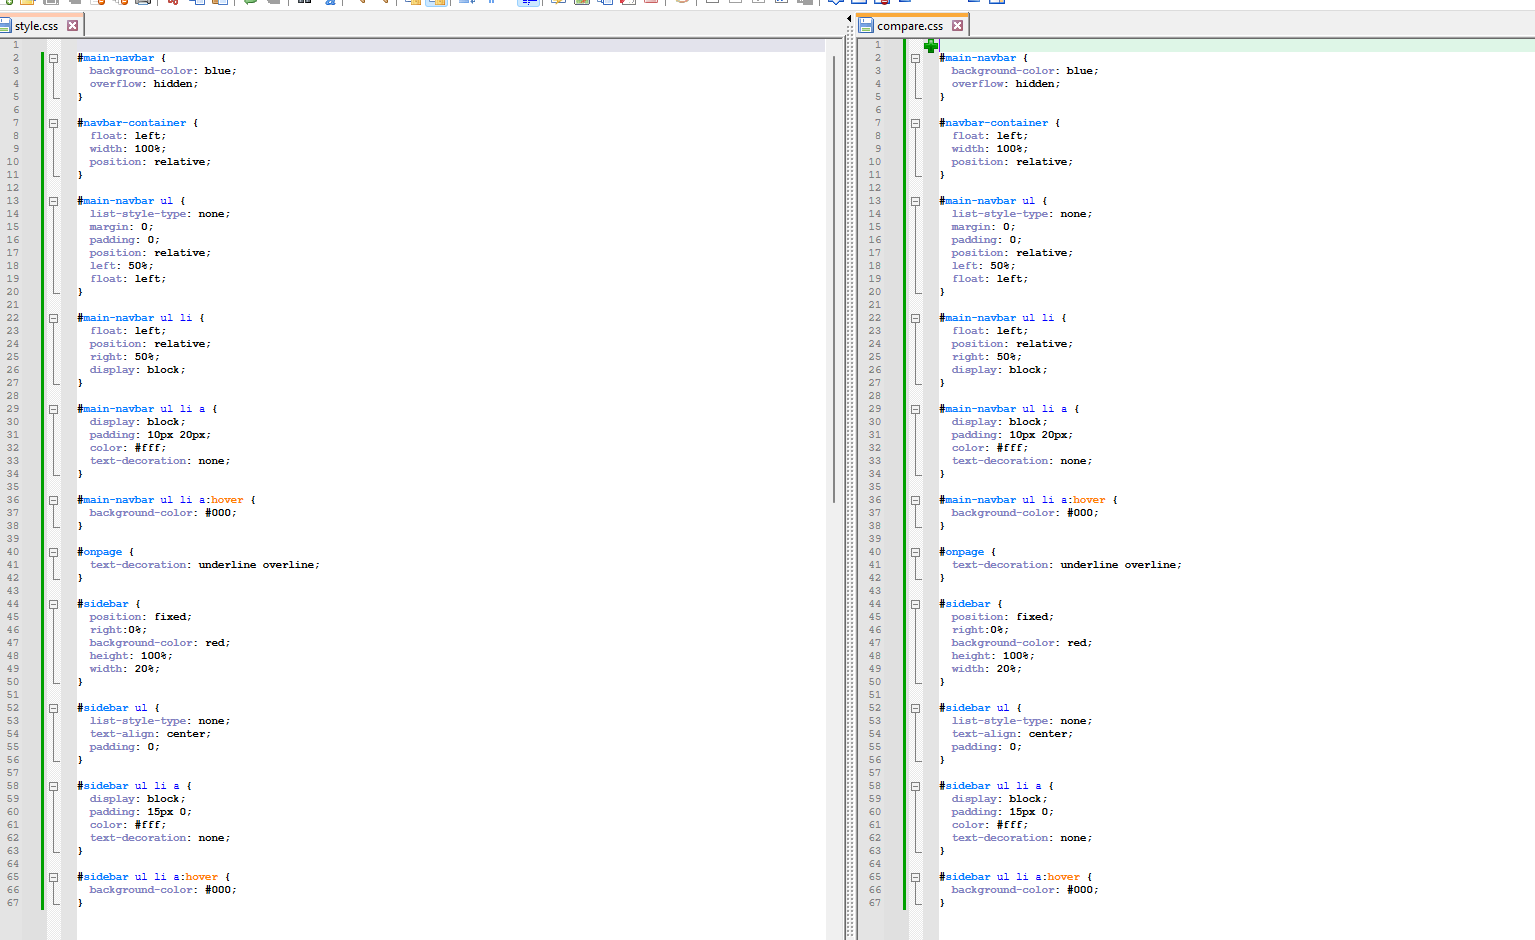 style.css
1
2 #main-navbar {
3 background-color: blue;
4 overflow: hidden;
5 }
6
7 #navbar-container {
8 float: left;
9 width: 100%;
10 position: relative;
11 }
12
13 #main-navbar ul {
14 list-style-type: none;
15 margin: 0;
16 padding: 0;
17 position: relative;
18 left: 50%;
19 float: left;
20 }
21
22 #main-navbar ul li {
23 float: left;
24 position: relative;
25 right: 50%;
26 display: block;
27 }
28
29 #main-navbar ul li a {
30 display: block;
31 padding: 10px 20px;
32 color: #fff;
33 text-decoration: none;
34 }
35
36 #main-navbar ul li a:hover {
37 background-color: #000;
38 }
39
40 #onpage {
41 text-decoration: underline overline;
42 }
43
44 #sidebar {
45 position: fixed;
46 right:0%;
47 background-color: red;
48 height: 100%;
49 width: 20%;
50 }
51
52 #sidebar ul {
53 list-style-type: none;
54 text-align: center;
55 padding: 0;
56 }
57
58 #sidebar ul li a {
59 display: block;
60 padding: 15px 0;
61 color: #fff;
62 text-decoration: none;
63 }
64
65 #sidebar ul li a:hover {
66 background-color: #000;
67 }
compare.css
1
2 #main-navbar {
3 background-color: blue;
4 overflow: hidden;
5 }
6
7 #navbar-container {
8 float: left;
9 width: 100%;
10 position: relative;
11 }
12
13 #main-navbar ul {
14 list-style-type: none;
15 margin: 0;
16 padding: 0;
17 position: relative;
18 left: 50%;
19 float: left;
20 }
21
22 #main-navbar ul li {
23 float: left;
24 position: relative;
25 right: 50%;
26 display: block;
27 }
28
29 #main-navbar ul li a {
30 display: block;
31 padding: 10px 20px;
32 color: #fff;
33 text-decoration: none;
34 }
35
36 #main-navbar ul li a:hover {
37 background-color: #000;
38 }
39
40 #onpage {
41 text-decoration: underline overline;
42 }
43
44 #sidebar {
45 position: fixed;
46 right:0%;
47 background-color: red;
48 height: 100%;
49 width: 20%;
50 }
51
52 #sidebar ul {
53 list-style-type: none;
54 text-align: center;
55 padding: 0;
56 }
57
58 #sidebar ul li a {
59 display: block;
60 padding: 15px 0;
61 color: #fff;
62 text-decoration: none;
63 }
64
65 #sidebar ul li a:hover {
66 background-color: #000;
67 }